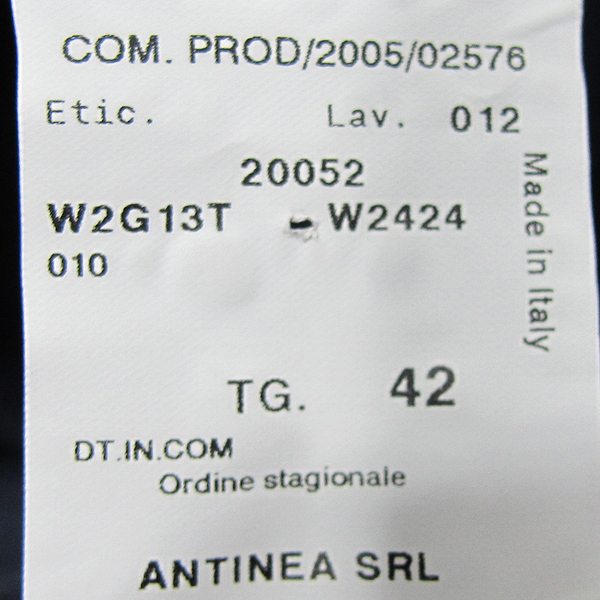 COM. PROD/2005/02576
Etic. Lav. 012
20052
W2G13T - W2424
010
Made in Italy
TG. 42
DT.IN.COM
Ordine stagionale
ANTINEA SRL